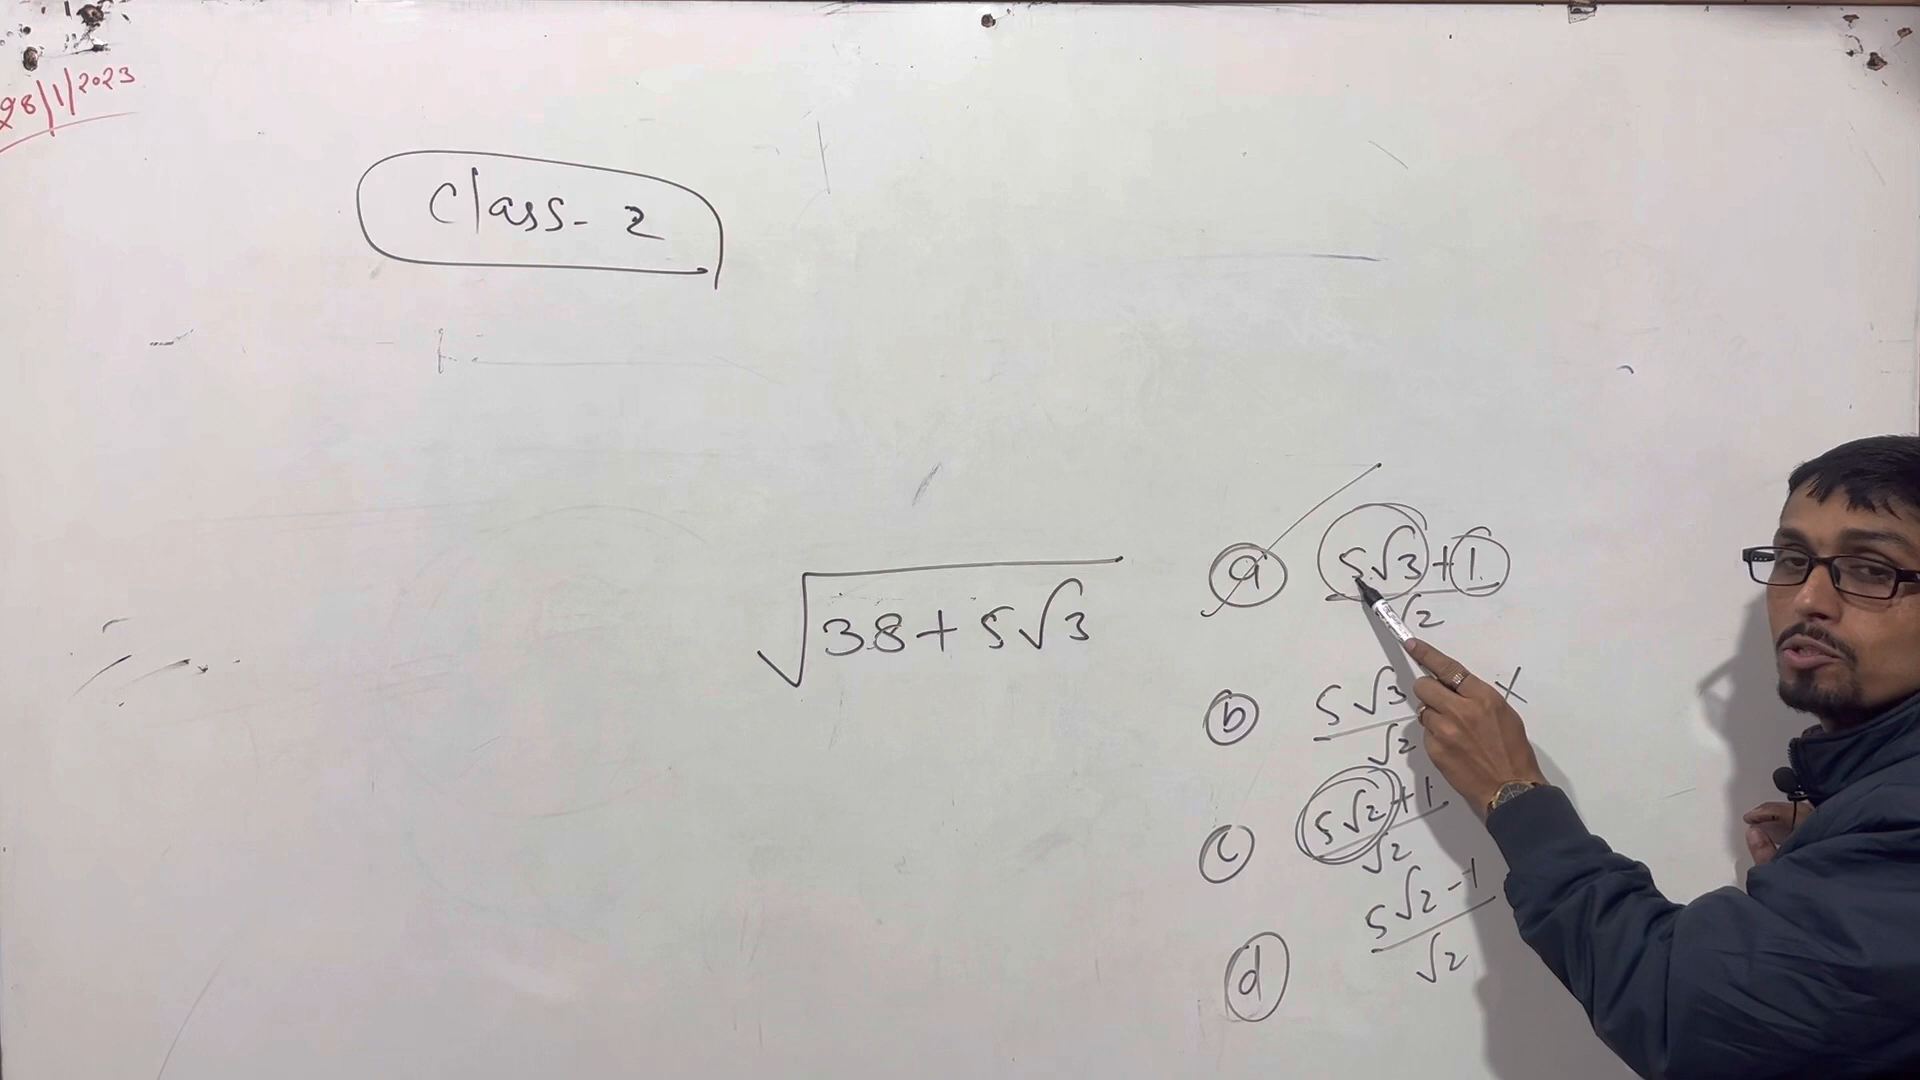 28/1/2023
Class-2
√38+5√3
a 5√3+1
√2
b 5√3
√2
c 5√2+1
√2
d 5√2-1
√2